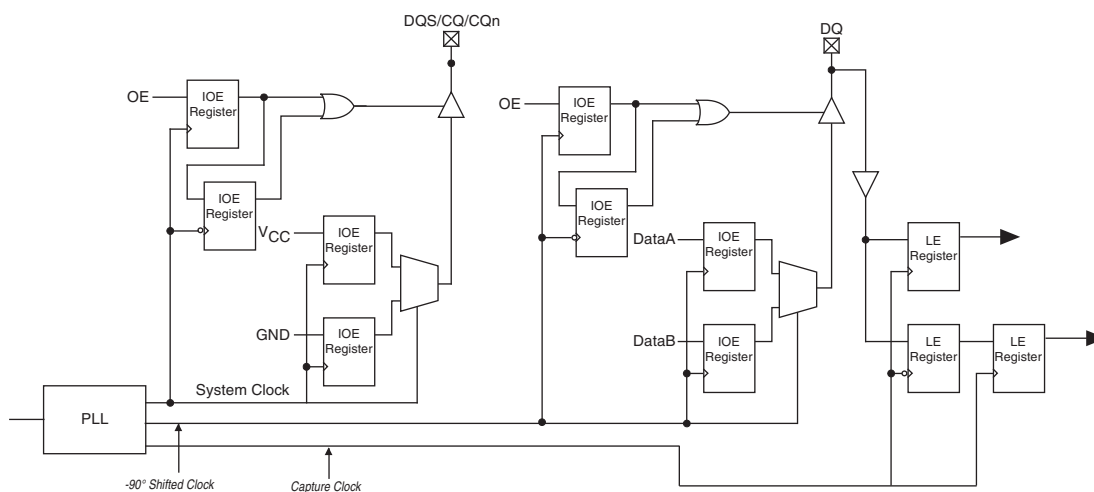 DQS/CQ/CQn
DQ
OE
IOE
Register
OE
IOE
Register
IOE
Register
IOE
Register
VCC
IOE
Register
DataA
IOE
Register
LE
Register
GND
IOE
Register
DataB
IOE
Register
LE
Register
LE
Register
System Clock
PLL
-90° Shifted Clock
Capture Clock